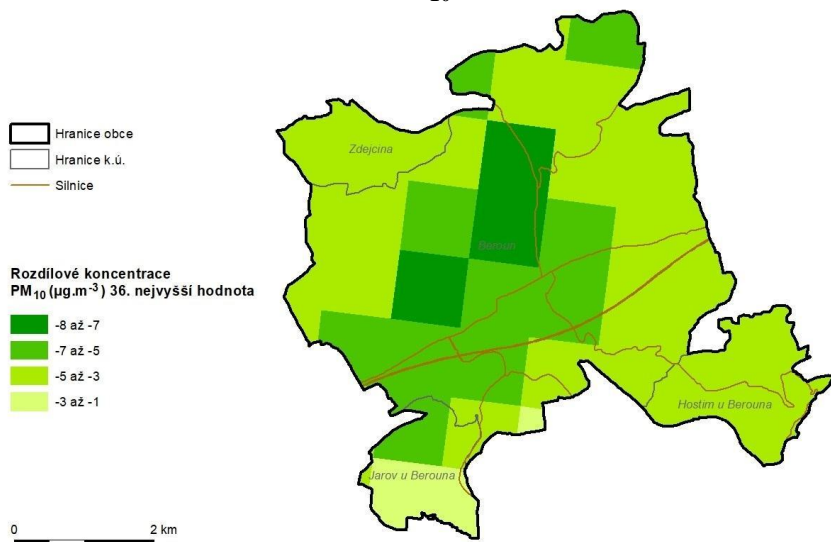 10
Hranice obce
Hranice k.ú.
Silnice
Rozdílové koncentrace
PM10 (µg.m-3) 36. nejvyšší hodnota
-8 až -7
-7 až -5
-5 až -3
-3 až -1
0 2 km
Zdejcina
Beroun
Hostim u Berouna
Jarov u Berouna